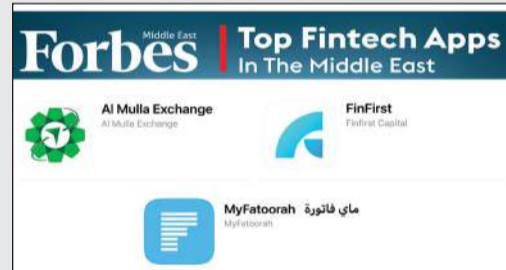 Forbes
Middle East
Top Fintech Apps
In The Middle East
Al Mulla Exchange
Al Mulla Exchange
FinFirst
Finfirst Capital
MyFatoorah ماي فاتورة
MyFatoorah